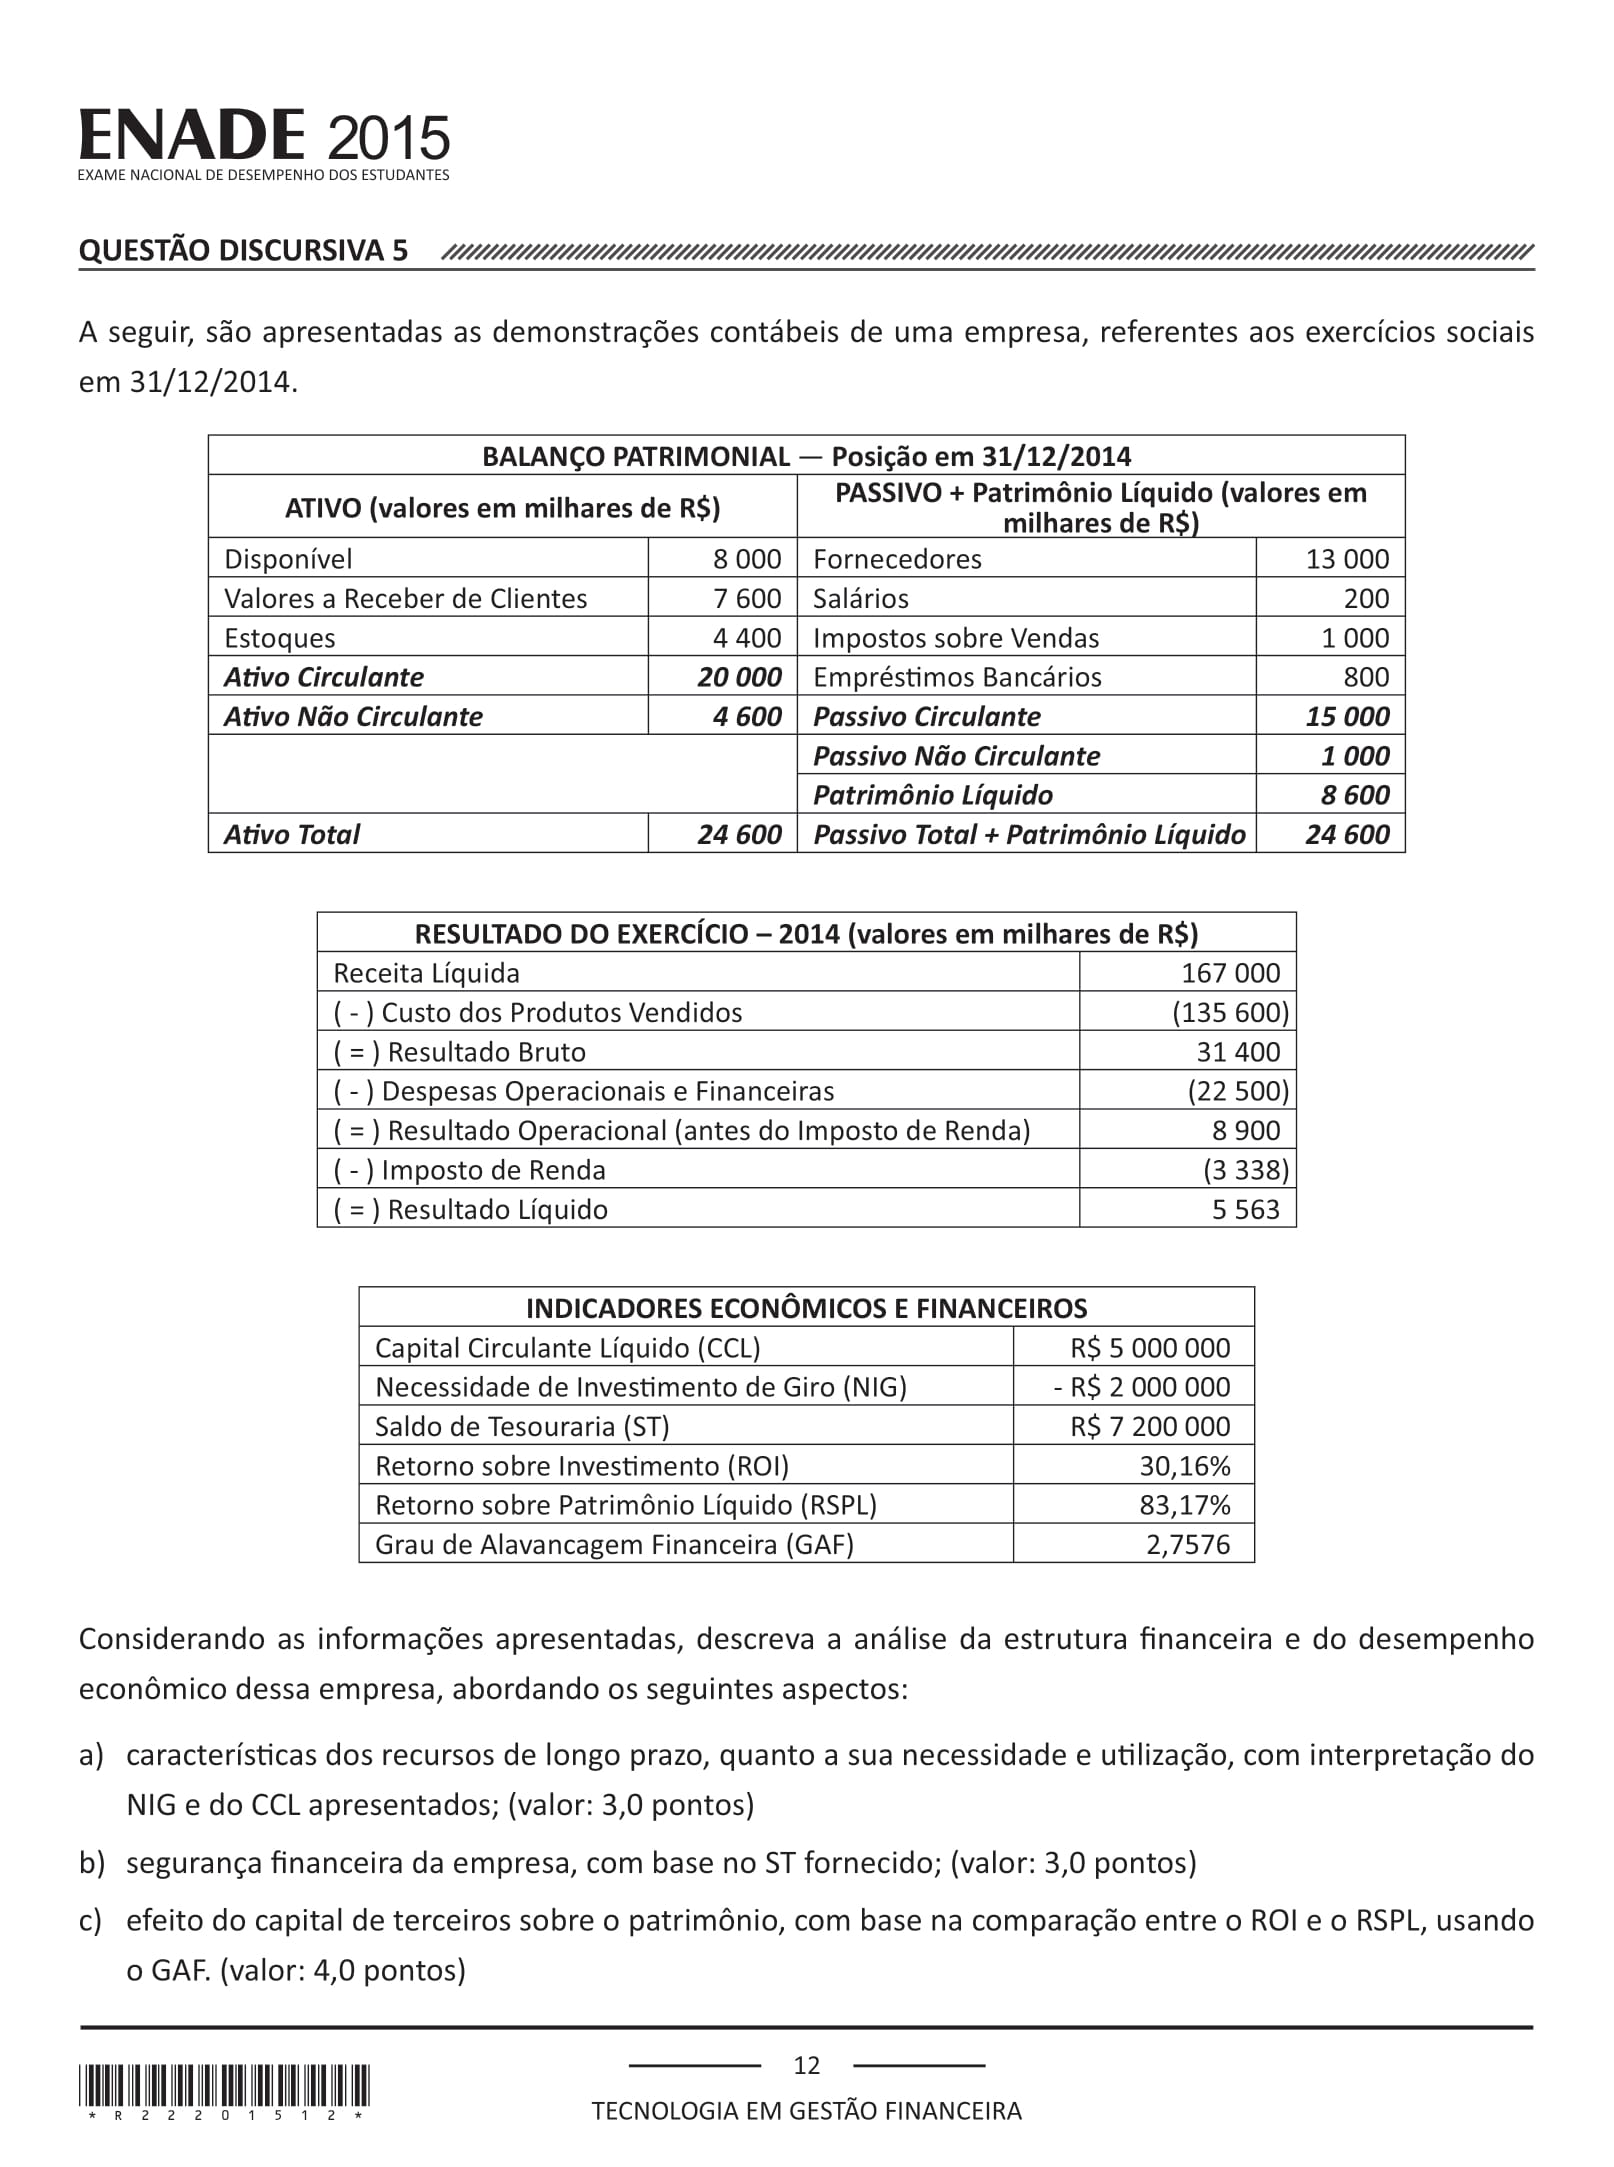 ENADE 2015
EXAME NACIONAL DE DESEMPENHO DOS ESTUDANTES
QUESTÃO DISCURSIVA 5
A seguir, são apresentadas as demonstrações contábeis de uma empresa, referentes aos exercícios sociais
em 31/12/2014.
BALANÇO PATRIMONIAL — Posição em 31/12/2014
ATIVO (valores em milhares de R$) PASSIVO + Patrimônio Líquido (valores em
milhares de R$)
Disponível 8 000 Fornecedores 13 000
Valores a Receber de Clientes 7 600 Salários 200
Estoques 4 400 Impostos sobre Vendas 1 000
Ativo Circulante 20 000 Empréstimos Bancários 800
Ativo Não Circulante 4 600 Passivo Circulante 15 000
Passivo Não Circulante 1 000
Patrimônio Líquido 8 600
Ativo Total 24 600 Passivo Total + Patrimônio Líquido 24 600
RESULTADO DO EXERCÍCIO – 2014 (valores em milhares de R$)
Receita Líquida 167 000
( - ) Custo dos Produtos Vendidos (135 600)
( = ) Resultado Bruto 31 400
( - ) Despesas Operacionais e Financeiras (22 500)
( = ) Resultado Operacional (antes do Imposto de Renda) 8 900
( - ) Imposto de Renda (3 338)
( = ) Resultado Líquido 5 563
INDICADORES ECONÔMICOS E FINANCEIROS
Capital Circulante Líquido (CCL) R$ 5 000 000
Necessidade de Investimento de Giro (NIG) - R$ 2 000 000
Saldo de Tesouraria (ST) R$ 7 200 000
Retorno sobre Investimento (ROI) 30,16%
Retorno sobre Patrimônio Líquido (RSPL) 83,17%
Grau de Alavancagem Financeira (GAF) 2,7576
Considerando as informações apresentadas, descreva a análise da estrutura financeira e do desempenho
econômico dessa empresa, abordando os seguintes aspectos:
a) características dos recursos de longo prazo, quanto a sua necessidade e utilização, com interpretação do
NIG e do CCL apresentados; (valor: 3,0 pontos)
b) segurança financeira da empresa, com base no ST fornecido; (valor: 3,0 pontos)
c) efeito do capital de terceiros sobre o patrimônio, com base na comparação entre o ROI e o RSPL, usando
o GAF. (valor: 4,0 pontos)
12
*R22201512*
TECNOLOGIA EM GESTÃO FINANCEIRA